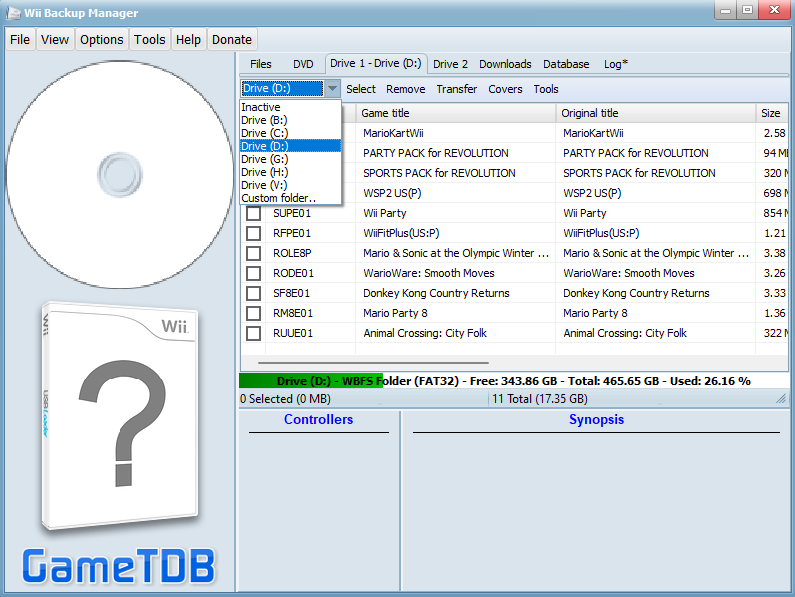 Wii Backup Manager
File View Options Tools Help Donate
Files DVD Drive 1 - Drive (D:) Drive 2 Downloads Database Log*
Drive (D:) Select Remove Transfer Covers Tools
Inactive
Drive (B:)
Drive (C:)
Drive (D:)
Drive (G:)
Drive (H:)
Drive (V:)
Custom folder..
Game title Original title Size
MarioKartWii MarioKartWii 2.58
PARTY PACK for REVOLUTION PARTY PACK for REVOLUTION 94 M
SPORTS PACK for REVOLUTION SPORTS PACK for REVOLUTION 320 M
WSP2 US(P) WSP2 US(P) 698 M
SUPE01 Wii Party Wii Party 854 M
RFPE01 WiiFitPlus(US:P) WiiFitPlus(US:P) 1.21
ROLE8P Mario & Sonic at the Olympic Winter ... Mario & Sonic at the Olympic Winter ... 3.38
RODE01 WarioWare: Smooth Moves WarioWare: Smooth Moves 3.26
SF8E01 Donkey Kong Country Returns Donkey Kong Country Returns 3.33
RM8E01 Mario Party 8 Mario Party 8 1.36
RUUE01 Animal Crossing: City Folk Animal Crossing: City Folk 322 M
Drive (D:) - WBFS Folder (FAT32) - Free: 343.86 GB - Total: 465.65 GB - Used: 26.16 %
0 Selected (0 MB) 11 Total (17.35 GB)
Controllers Synopsis
Wii
Wii
?
GameTDB